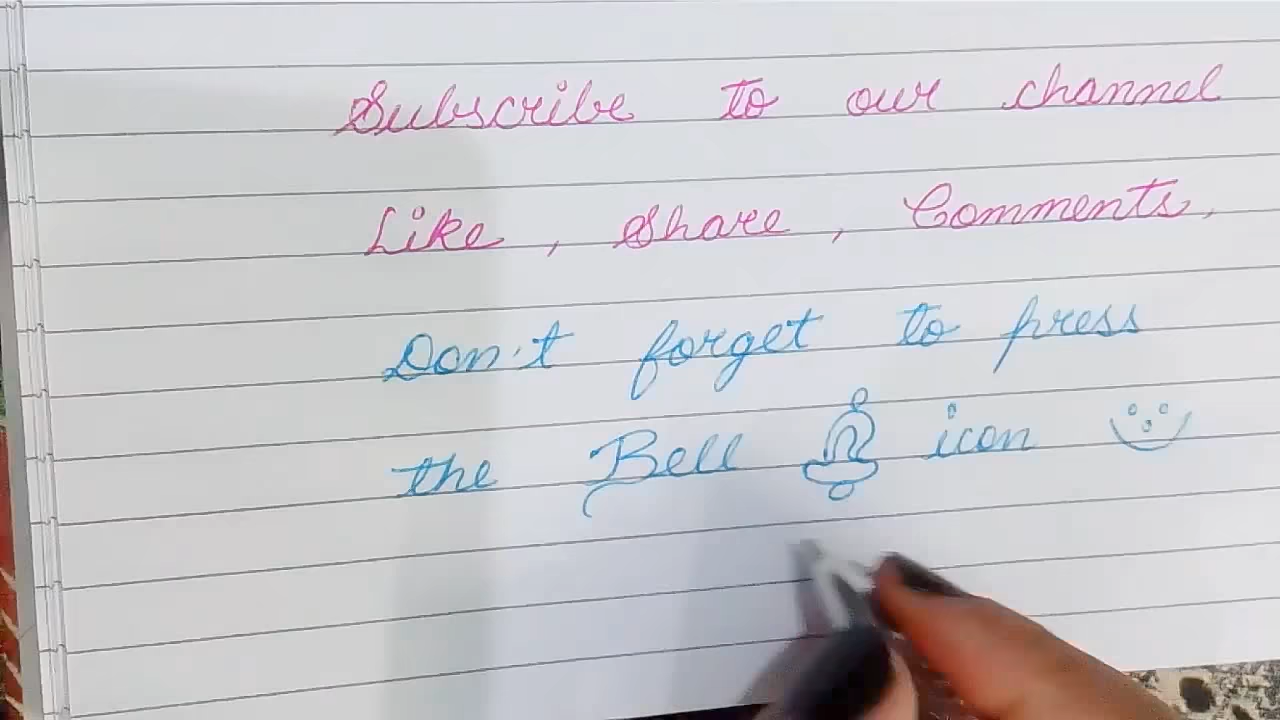 Subscribe to our channel
Like, Share, Comments,
Don't forget to press
the Bell icon